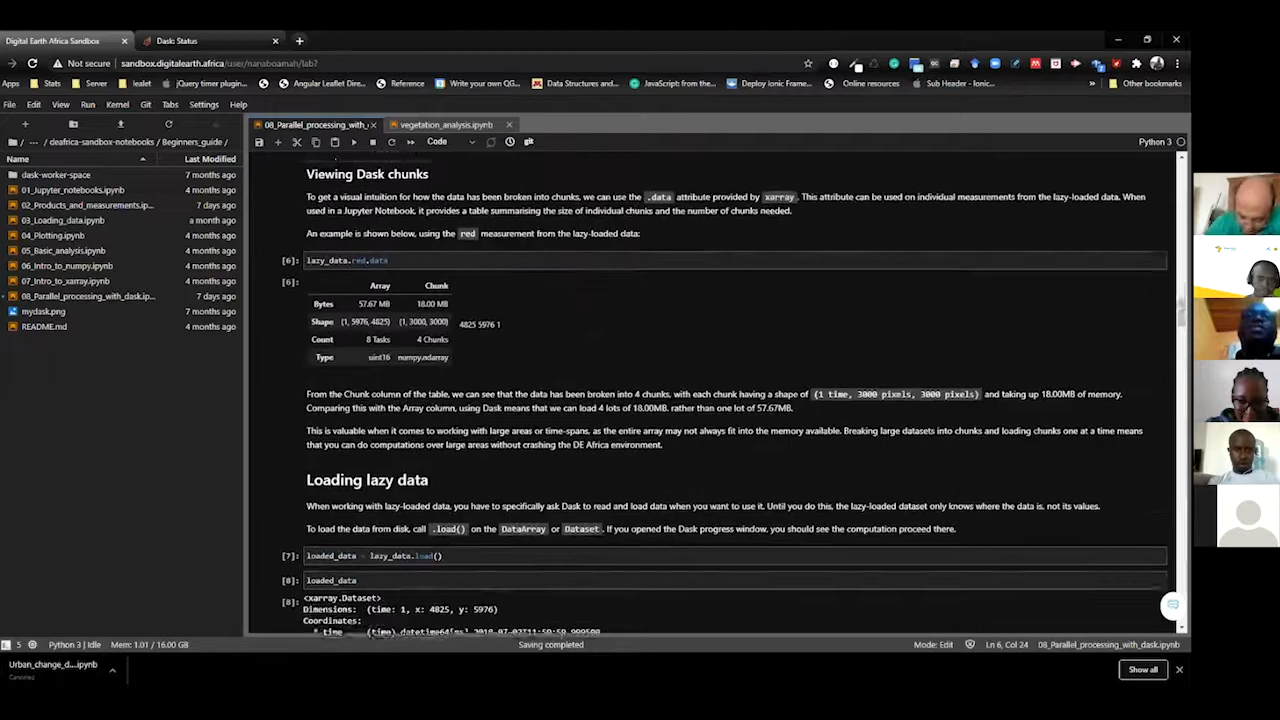 Digital Earth Africa Sandbox
Dask Status
Not secure
sandbox.digitalearth.africa/user/nanaboamah/lab?
Apps
Stats
Server
lealet
jQuery timer plugin...
Angular Leaflet Direc...
Reference
Write your own QG...
Data Structures and...
JavaScript from the...
Deploy Ionic Framew...
Online resources
Sub Header - Ionic...
Other bookmarks
File Edit View Run Kernel Git Tabs Settings Help
/ ... / deafrica-sandbox-notebooks / Beginners_guide /
Name Last Modified
dask-worker-space 7 months ago
01_Jupyter_notebooks.ipynb 4 months ago
02_Products_and_measurements.ip... 7 days ago
03_Loading_data.ipynb a month ago
04_Plotting.ipynb 4 months ago
05_Basic_analysis.ipynb 4 months ago
06_Intro_to_numpy.ipynb 4 months ago
07_Intro_to_xarray.ipynb 4 months ago
08_Parallel_processing_with_dask.ip... 7 days ago
mydask.png 7 months ago
README.md 4 months ago
08_Parallel_processing_with_
vegetation_analysis.ipynb
Code
git
Python 3
Viewing Dask chunks
To get a visual intuition for how the data has been broken into chunks, we can use the .data attribute provided by xarray. This attribute can be used on individual measurements from the lazy-loaded data. When
used in a Jupyter Notebook, it provides a table summarising the size of individual chunks and the number of chunks needed.
An example is shown below, using the red measurement from the lazy-loaded data:
[6]: lazy_data.red.data
[6]: Array Chunk
Bytes 57.67 MB 18.00 MB
Shape (1, 5976, 4825) (1, 3000, 3000)
4825 5976 1
Count 8 Tasks 4 Chunks
Type uint16 numpy.ndarray
From the Chunk column of the table, we can see that the data has been broken into 4 chunks, with each chunk having a shape of (1 time, 3000 pixels, 3000 pixels) and taking up 18.00MB of memory.
Comparing this with the Array column, using Dask means that we can load 4 lots of 18.00MB. rather than one lot of 57.67MB.
This is valuable when it comes to working with large areas or time-spans, as the entire array may not always fit into the memory available. Breaking large datasets into chunks and loading chunks one at a time means
that you can do computations over large areas without crashing the DE Africa environment.
Loading lazy data
When working with lazy-loaded data, you have to specifically ask Dask to read and load data when you want to use it. Until you do this, the lazy-loaded dataset only knows where the data is, not its values.
To load the data from disk, call .load() on the DataArray or Dataset. If you opened the Dask progress window, you should see the computation proceed there.
[7]: loaded_data = lazy_data.load()
[8]: loaded_data
[8]: <xarray.Dataset>
Dimensions: (time: 1, x: 4825, y: 5976)
Coordinates:
* time (time) datetime64[ns] 2018-07-02T11:50:59.999500
5 Python 3 | Idle Mem: 1.01 / 16.00 GB
Saving completed
Mode: Edit Ln 6, Col 24 08_Parallel_processing_with_dask.ipynb
Urban_change_d....ipynb
Canceled
Show all